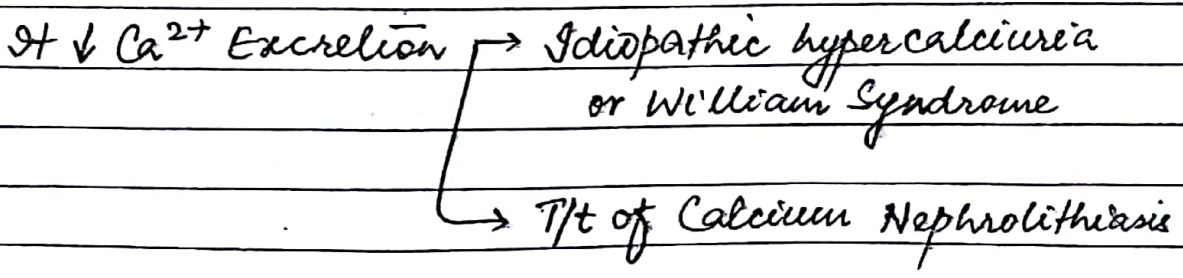 It ↓ Ca²⁺ Excretion → Idiopathic hypercalciuria
or William Syndrome
→ T/t of Calcium Nephrolithiasis